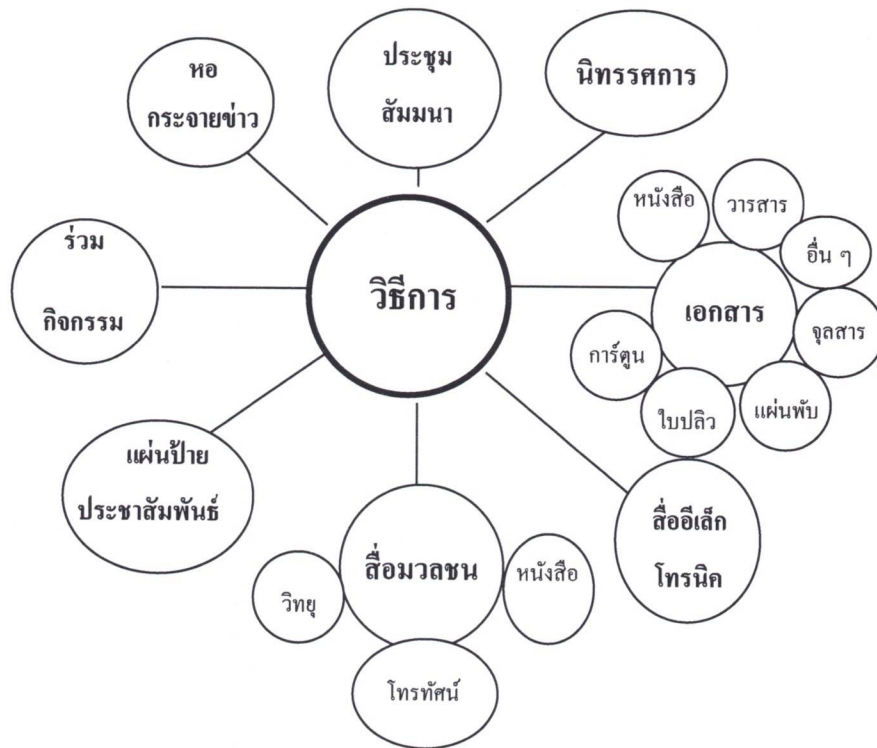 หอ
กระจายข่าว
ประชุม
สัมมนา
นิทรรศการ
หนังสือ
วารสาร
อื่น ๆ
เอกสาร
จุลสาร
การ์ตูน
ใบปลิว
แผ่นพับ
วิธีการ
ร่วม
กิจกรรม
แผ่นป้าย
ประชาสัมพันธ์
สื่อมวลชน
วิทยุ
หนังสือ
โทรทัศน์
สื่ออีเล็ก
โทรนิค